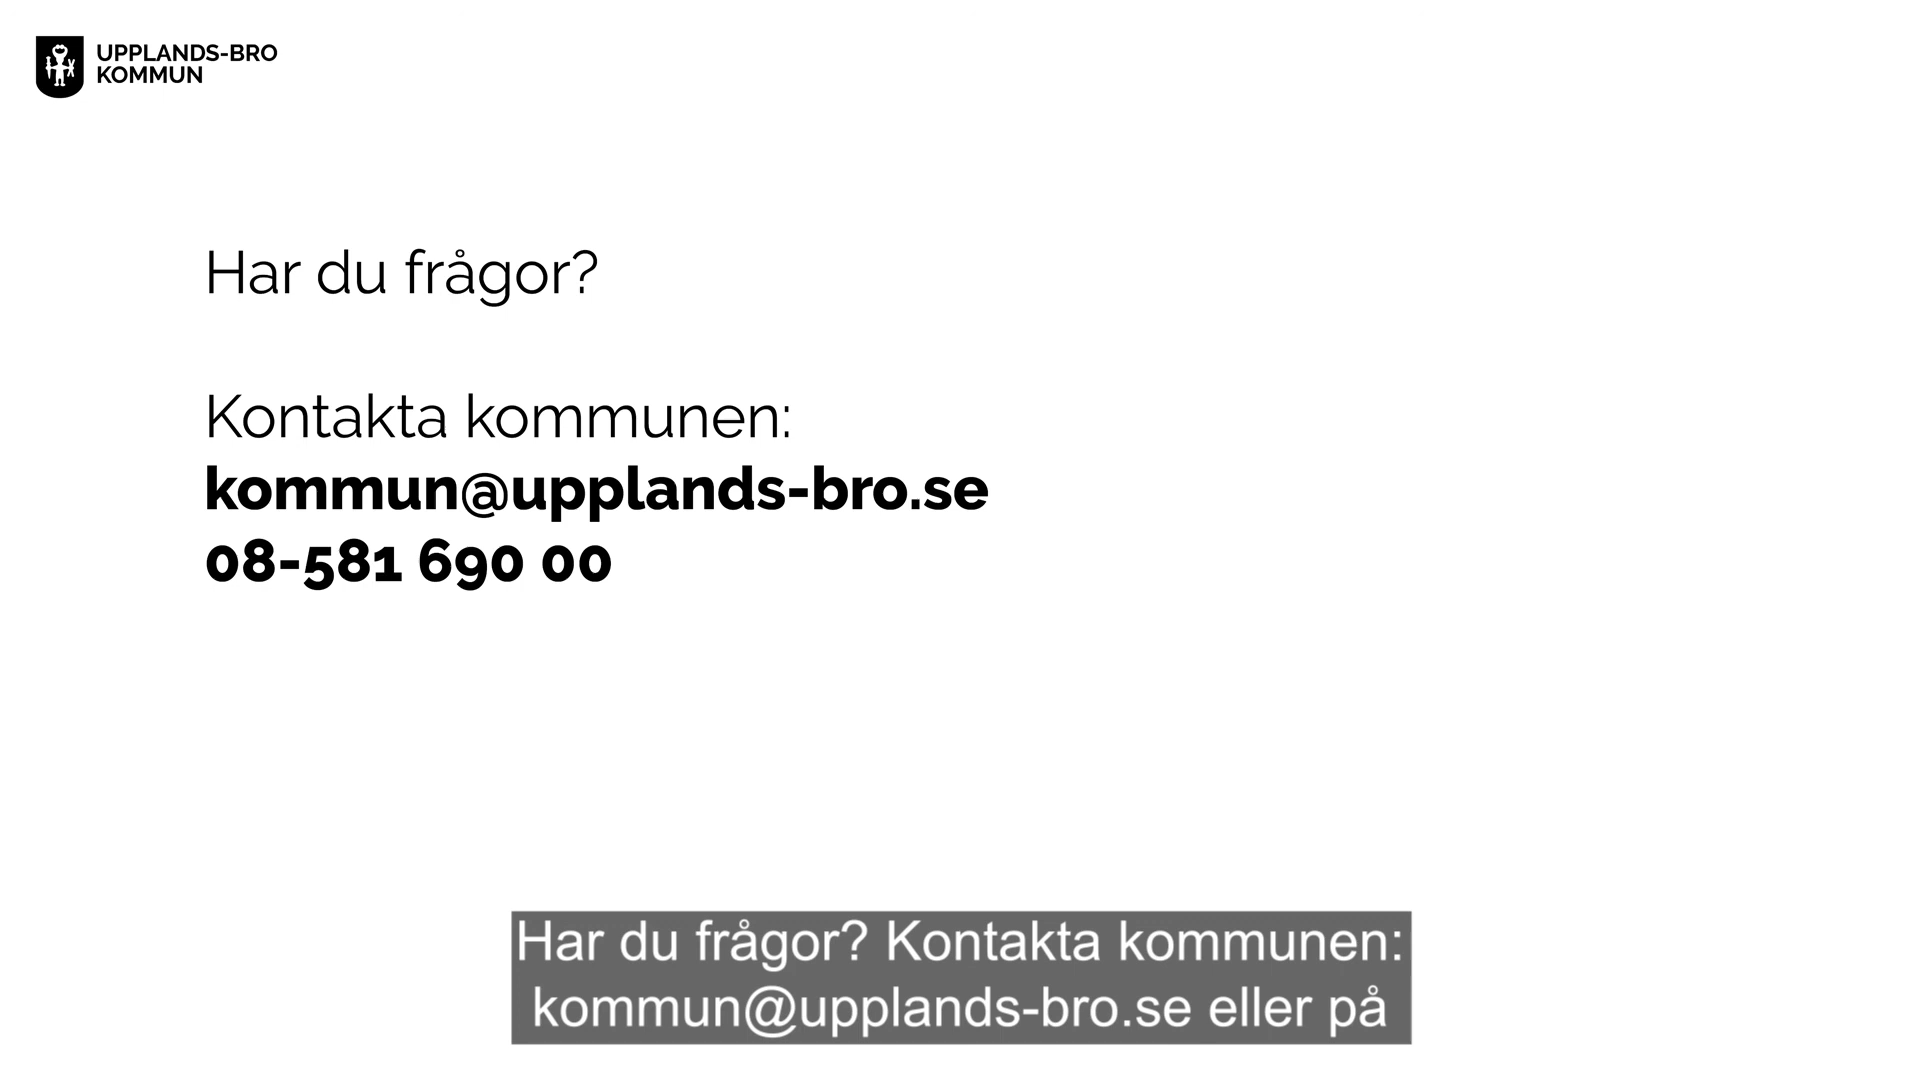 UPPLANDS-BRO
KOMMUN
Har du frågor?
Kontakta kommunen:
kommun@upplands-bro.se
08-581 690 00
Har du frågor? Kontakta kommunen:
kommun@upplands-bro.se eller på